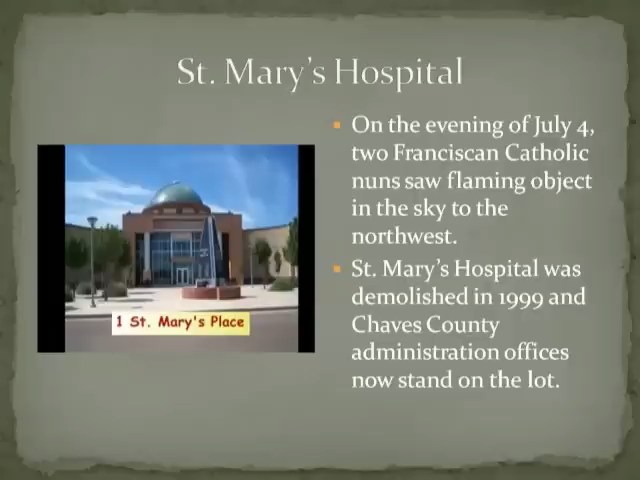 St. Mary's Hospital
On the evening of July 4,
two Franciscan Catholic
nuns saw flaming object
in the sky to the
northwest.
St. Mary's Hospital was
demolished in 1999 and
Chaves County
administration offices
now stand on the lot.
1 St. Mary's Place